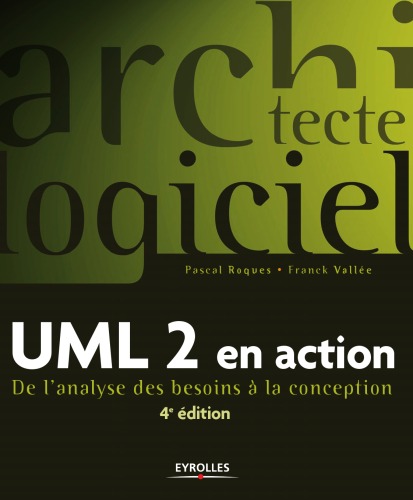 archi
tecte
logiciel
Pascal Roques • Franck Vallée
UML 2 en action
De l'analyse des besoins à la conception
4e édition
EYROLLES